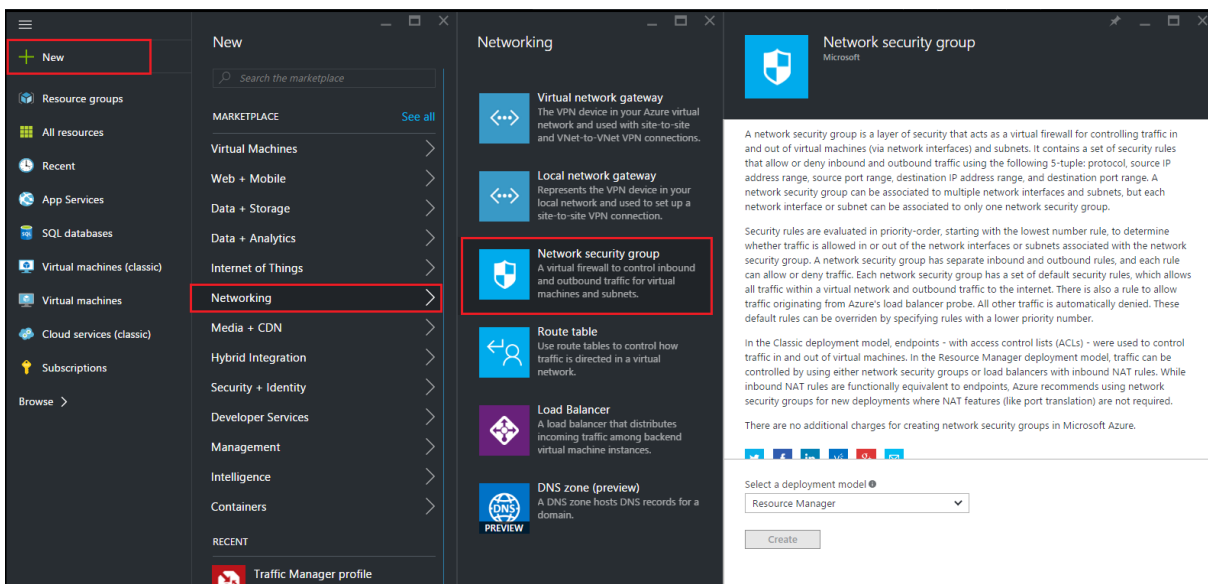 New
Resource groups
All resources
Recent
App Services
SQL databases
Virtual machines (classic)
Virtual machines
Cloud services (classic)
Subscriptions
Browse
New
Search the marketplace
MARKETPLACE
See all
Virtual Machines
Web + Mobile
Data + Storage
Data + Analytics
Internet of Things
Networking
Media + CDN
Hybrid Integration
Security + Identity
Developer Services
Management
Intelligence
Containers
RECENT
Traffic Manager profile
Networking
Virtual network gateway
The VPN device in your Azure virtual
network and used with site-to-site
and VNet-to-VNet VPN connections.
Local network gateway
Represents the VPN device in your
local network and used to set up a
site-to-site VPN connection.
Network security group
A virtual firewall to control inbound
and outbound traffic for virtual
machines and subnets.
Route table
Use route tables to control how
traffic is directed in a virtual
network.
Load Balancer
A load balancer that distributes
incoming traffic among backend
virtual machine instances.
DNS
PREVIEW
DNS zone (preview)
A DNS zone hosts DNS records for a
domain.
Network security group
Microsoft
A network security group is a layer of security that acts as a virtual firewall for controlling traffic in
and out of virtual machines (via network interfaces) and subnets. It contains a set of security rules
that allow or deny inbound and outbound traffic using the following 5-tuple: protocol, source IP
address range, source port range, destination IP address range, and destination port range. A
network security group can be associated to multiple network interfaces and subnets, but each
network interface or subnet can be associated to only one network security group.
Security rules are evaluated in priority-order, starting with the lowest number rule, to determine
whether traffic is allowed in or out of the network interfaces or subnets associated with the network
security group. A network security group has separate inbound and outbound rules, and each rule
can allow or deny traffic. Each network security group has a set of default security rules, which allows
all traffic within a virtual network and outbound traffic to the internet. There is also a rule to allow
traffic originating from Azure's load balancer probe. All other traffic is automatically denied. These
default rules can be overriden by specifying rules with a lower priority number.
In the Classic deployment model, endpoints - with access control lists (ACLs) - were used to control
traffic in and out of virtual machines. In the Resource Manager deployment model, traffic can be
controlled by using either network security groups or load balancers with inbound NAT rules. While
inbound NAT rules are functionally equivalent to endpoints, Azure recommends using network
security groups for new deployments where NAT features (like port translation) are not required.
There are no additional charges for creating network security groups in Microsoft Azure.
Select a deployment model
Resource Manager
Create